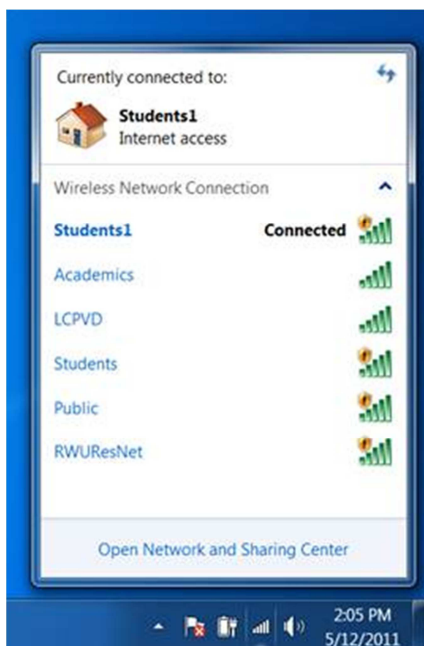 Currently connected to:
Students1
Internet access
Wireless Network Connection
Students1 Connected
Academics
LCPVD
Students
Public
RWUResNet
Open Network and Sharing Center
2:05 PM
5/12/2011